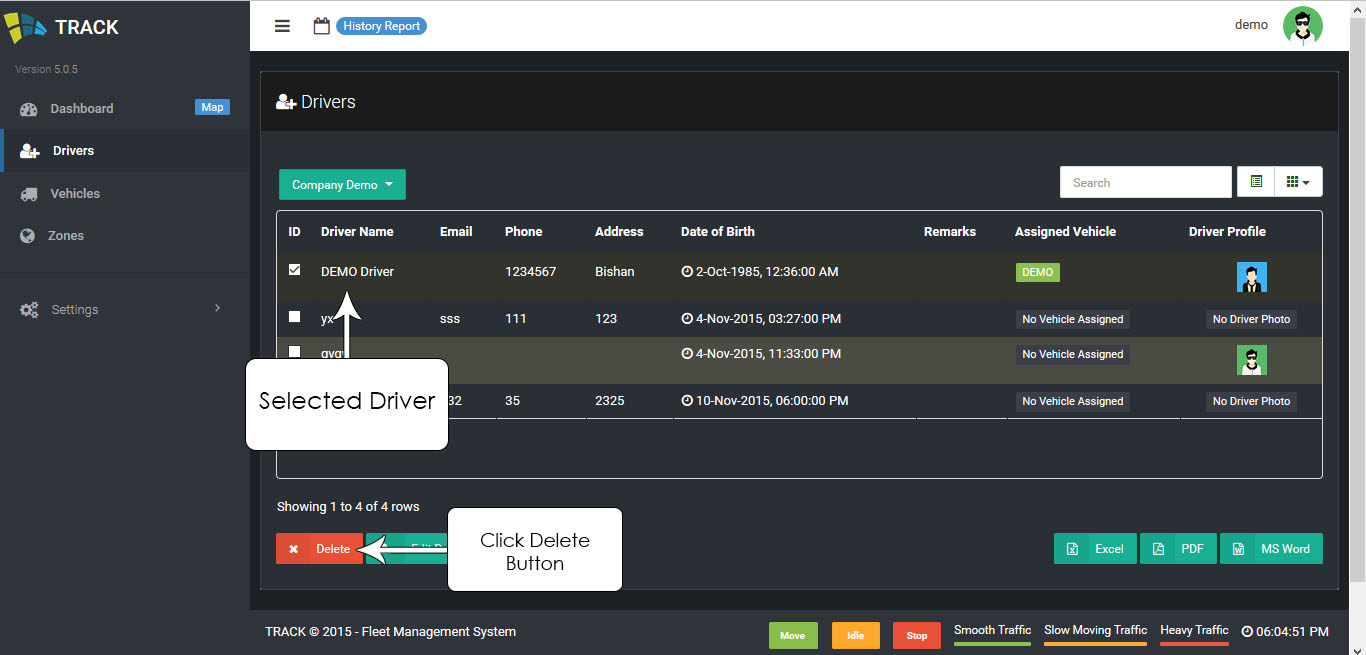 TRACK
History Report
demo
Version 5.0.5
Dashboard Map
Drivers
Vehicles
Zones
Settings
Drivers
Company Demo
Search
ID Driver Name Email Phone Address Date of Birth Remarks Assigned Vehicle Driver Profile
DEMO Driver 1234567 Bishan 2-Oct-1985, 12:36:00 AM DEMO
sss 111 123 4-Nov-2015, 03:27:00 PM No Vehicle Assigned No Driver Photo
4-Nov-2015, 11:33:00 PM No Vehicle Assigned
35 2325 10-Nov-2015, 06:00:00 PM No Vehicle Assigned No Driver Photo
Selected Driver
Showing 1 to 4 of 4 rows
Delete Edit
Click Delete
Button
Excel PDF MS Word
TRACK © 2015 - Fleet Management System
Move Idle Stop Smooth Traffic Slow Moving Traffic Heavy Traffic 06:04:51 PM